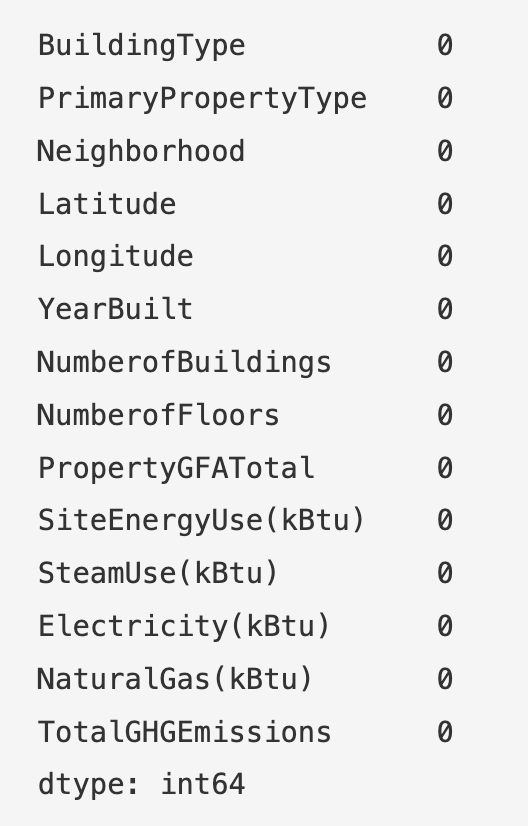 BuildingType 0
PrimaryPropertyType 0
Neighborhood 0
Latitude 0
Longitude 0
YearBuilt 0
NumberofBuildings 0
NumberofFloors 0
PropertyGFATotal 0
SiteEnergyUse(kBtu) 0
SteamUse(kBtu) 0
Electricity(kBtu) 0
NaturalGas(kBtu) 0
TotalGHGEmissions 0
dtype: int64